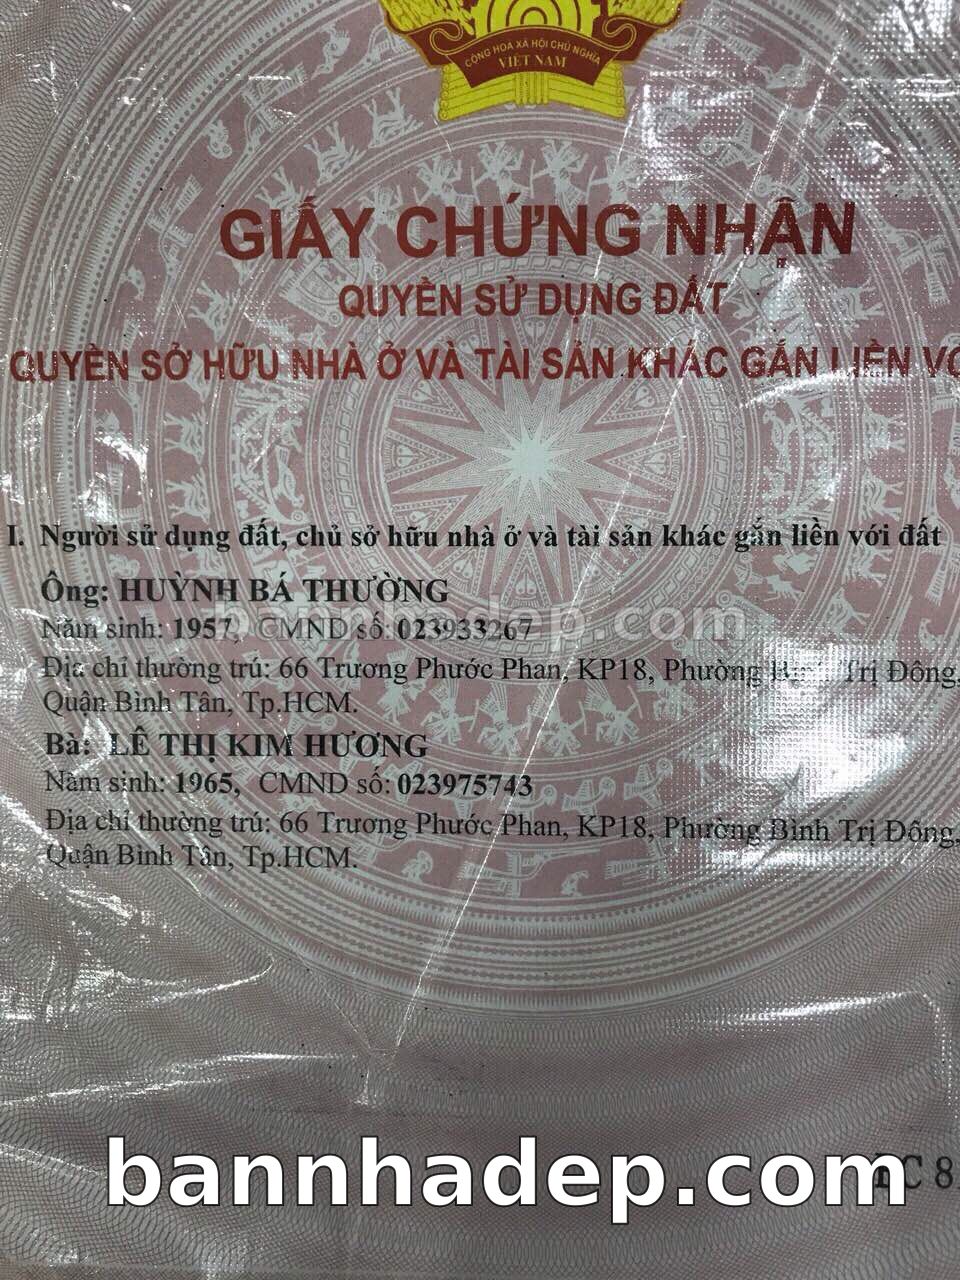 CỘNG HÒA XÃ HỘI CHỦ NGHĨA
VIỆT NAM
GIẤY CHỨNG NHẬN
QUYỀN SỬ DỤNG ĐẤT
QUYỀN SỞ HỮU NHÀ Ở VÀ TÀI SẢN KHÁC GẮN LIỀN
I. Người sử dụng đất, chủ sở hữu nhà ở và tài sản khác gắn liền với đất
Ông: HUỲNH BÁ THƯỜNG
bannhadep.com
Năm sinh: 1957, CMND số: 023933267
Địa chỉ thường trú: 66 Trương Phước Phan, KP18, Phường Trị Đông,
Quận Bình Tân, Tp.HCM.
Bà: LÊ THỊ KIM HƯƠNG
Năm sinh: 1965, CMND số: 023975743
Địa chỉ thường trú: 66 Trương Phước Phan, KP18, Phường Bình Trị Đông,
Quận Bình Tân, Tp.HCM.
bannhadep.com